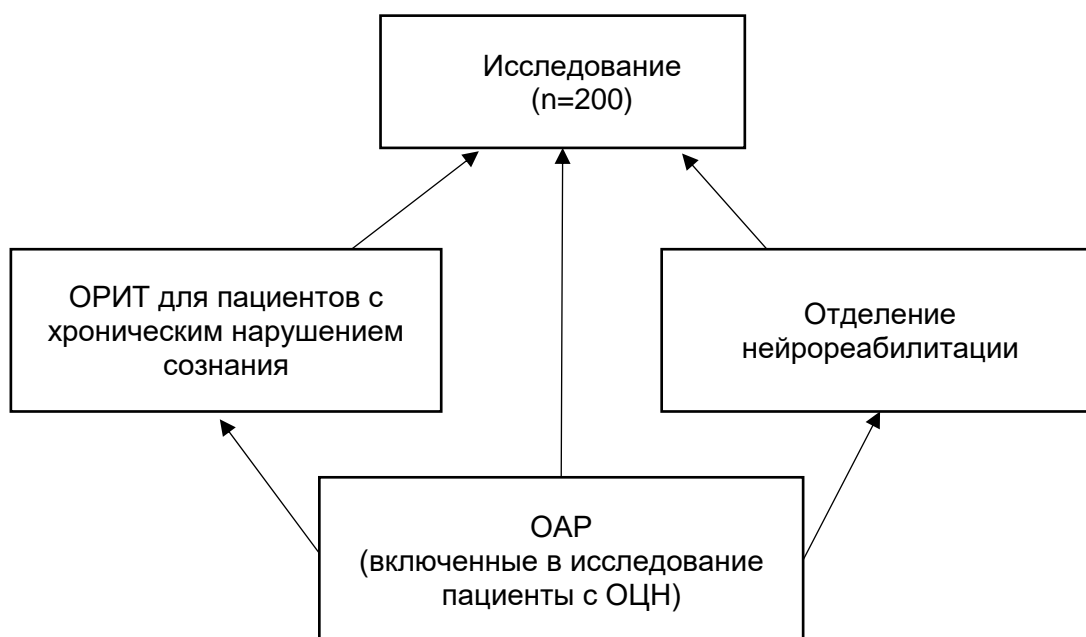 Исследование
(n=200)
ОРИТ для пациентов с
хроническим нарушением
сознания
Отделение
нейрореабилитации
ОАР
(включенные в исследование
пациенты с ОЦН)